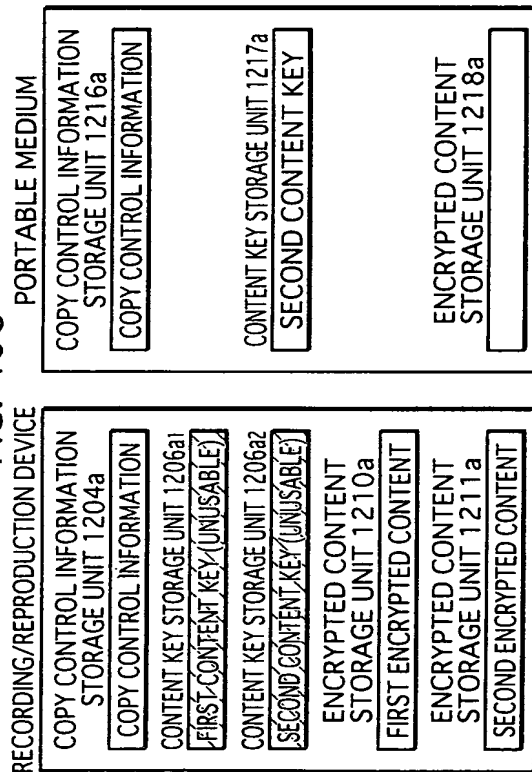 RECORDING/REPRODUCTION DEVICE
COPY CONTROL INFORMATION
STORAGE UNIT 1204a
COPY CONTROL INFORMATION
CONTENT KEY STORAGE UNIT 1206a1
FIRST CONTENT KEY (UNUSABLE)
CONTENT KEY STORAGE UNIT 1206a2
SECOND CONTENT KEY (UNUSABLE)
ENCRYPTED CONTENT
STORAGE UNIT 1210a
FIRST ENCRYPTED CONTENT
ENCRYPTED CONTENT
STORAGE UNIT 1211a
SECOND ENCRYPTED CONTENT
PORTABLE MEDIUM
COPY CONTROL INFORMATION
STORAGE UNIT 1216a
COPY CONTROL INFORMATION
CONTENT KEY STORAGE UNIT 1217a
SECOND CONTENT KEY
ENCRYPTED CONTENT
STORAGE UNIT 1218a